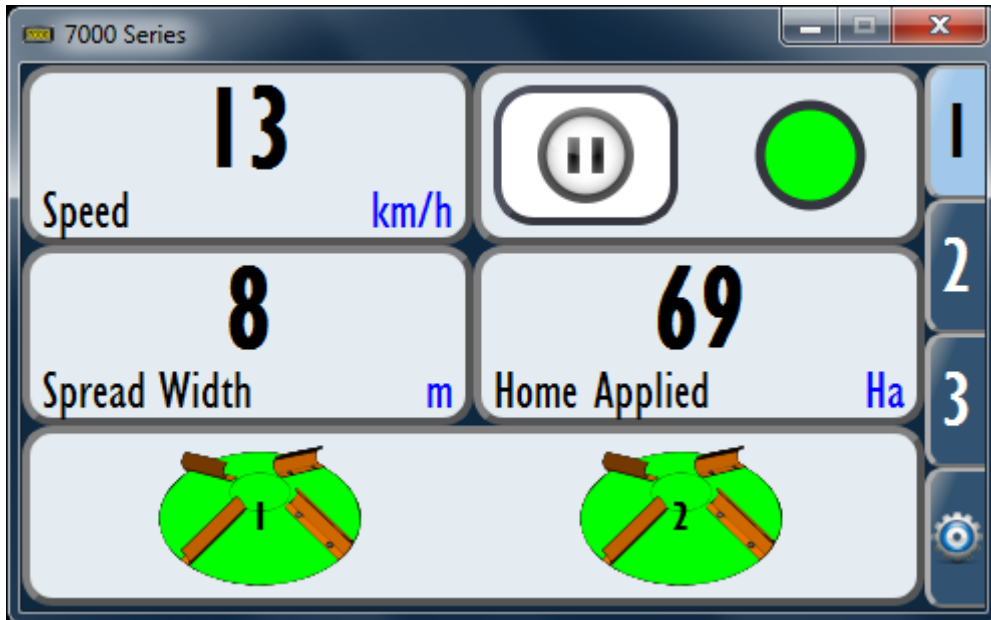 7000 Series
13
Speed km/h
1
8
Spread Width m
69
Home Applied Ha
2
3
1
2